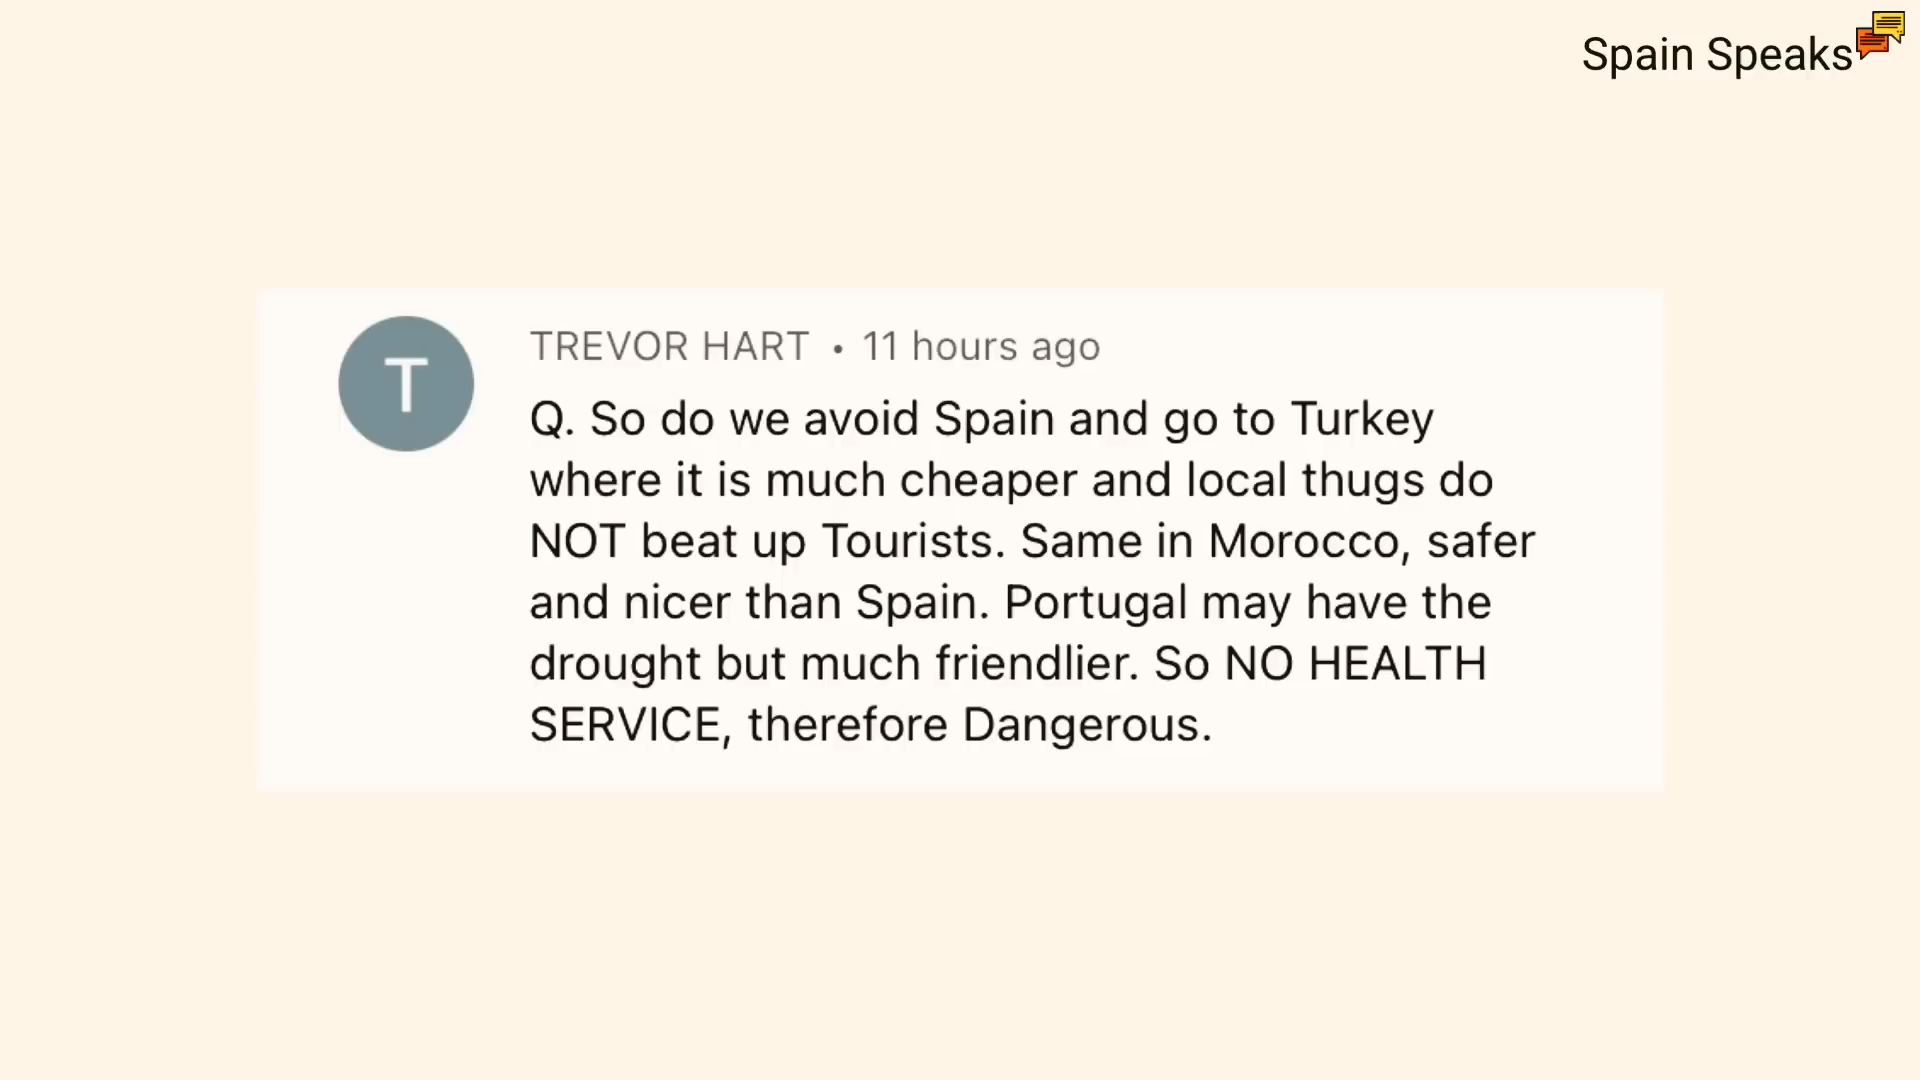 Spain Speaks
T
TREVOR HART • 11 hours ago
Q. So do we avoid Spain and go to Turkey
where it is much cheaper and local thugs do
NOT beat up Tourists. Same in Morocco, safer
and nicer than Spain. Portugal may have the
drought but much friendlier. So NO HEALTH
SERVICE, therefore Dangerous.